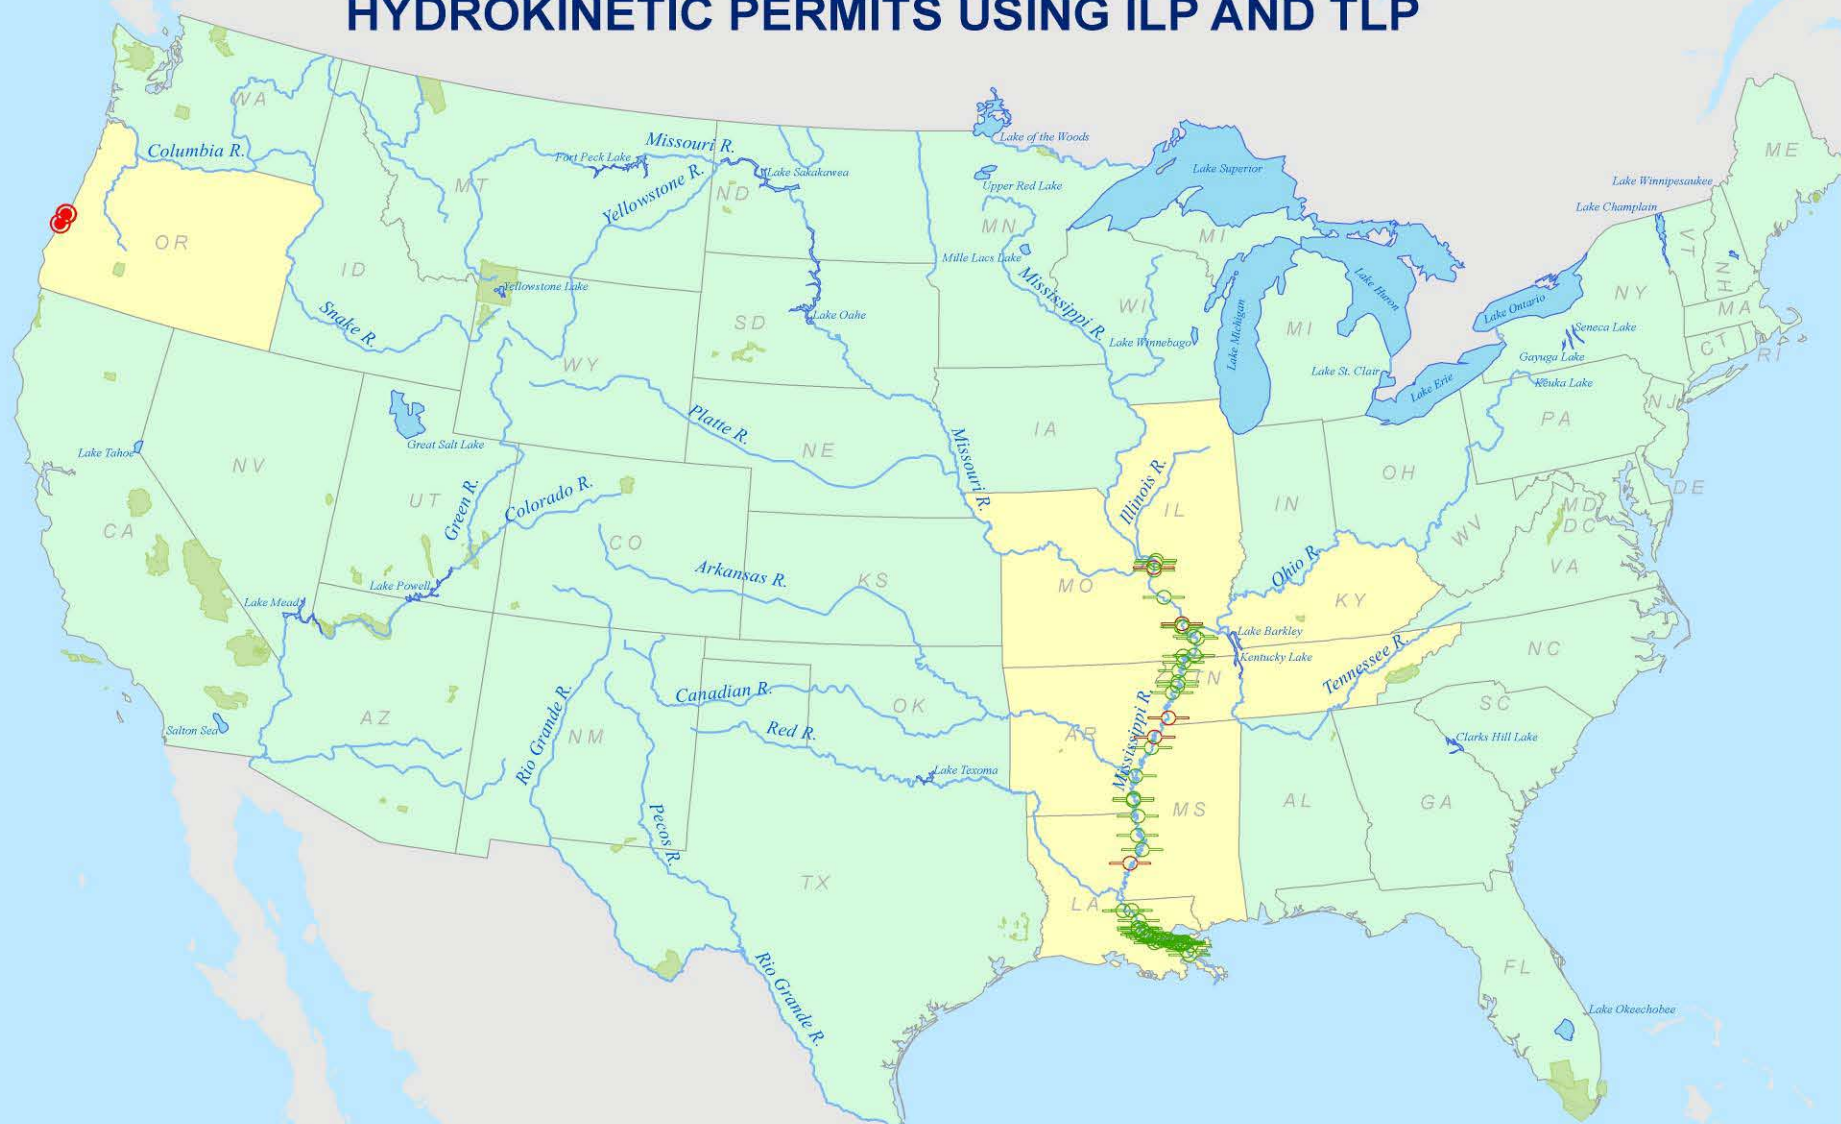 HYDROKINETIC PERMITS USING ILP AND TLP
WA
Columbia R.
OR
MT
Fort Peck Lake
Missouri R.
Yellowstone R.
ND
Lake Sakakawea
Lake of the Woods
Upper Red Lake
MN
Mille Lacs Lake
Mississippi R.
Lake Superior
MI
WI
Lake Winnebago
Lake Michigan
MI
Lake Huron
Lake St. Clair
Lake Erie
Lake Ontario
Lake Winnipesaukee
Lake Champlain
ME
VT
NH
NY
MA
CT
RI
Seneca Lake
Gayuga Lake
Keuka Lake
PA
NJ
ID
Yellowstone Lake
Snake R.
WY
SD
Lake Oahe
Platte R.
NE
IA
Missouri R.
Illinois R.
IL
IN
OH
WV
MD
DC
DE
VA
Lake Tahoe
NV
Great Salt Lake
UT
Green R.
Colorado R.
CA
CO
Arkansas R.
KS
MO
Ohio R.
KY
Lake Powell
Lake Mead
Lake Barkley
Kentucky Lake
TN
Tennessee R.
NC
SC
Clarks Hill Lake
Salton Sea
AZ
NM
Rio Grande R.
Canadian R.
Red R.
OK
Lake Texoma
AR
Mississippi R.
MS
AL
GA
Pecos R.
TX
LA
Rio Grande R.
FL
Lake Okeechobee